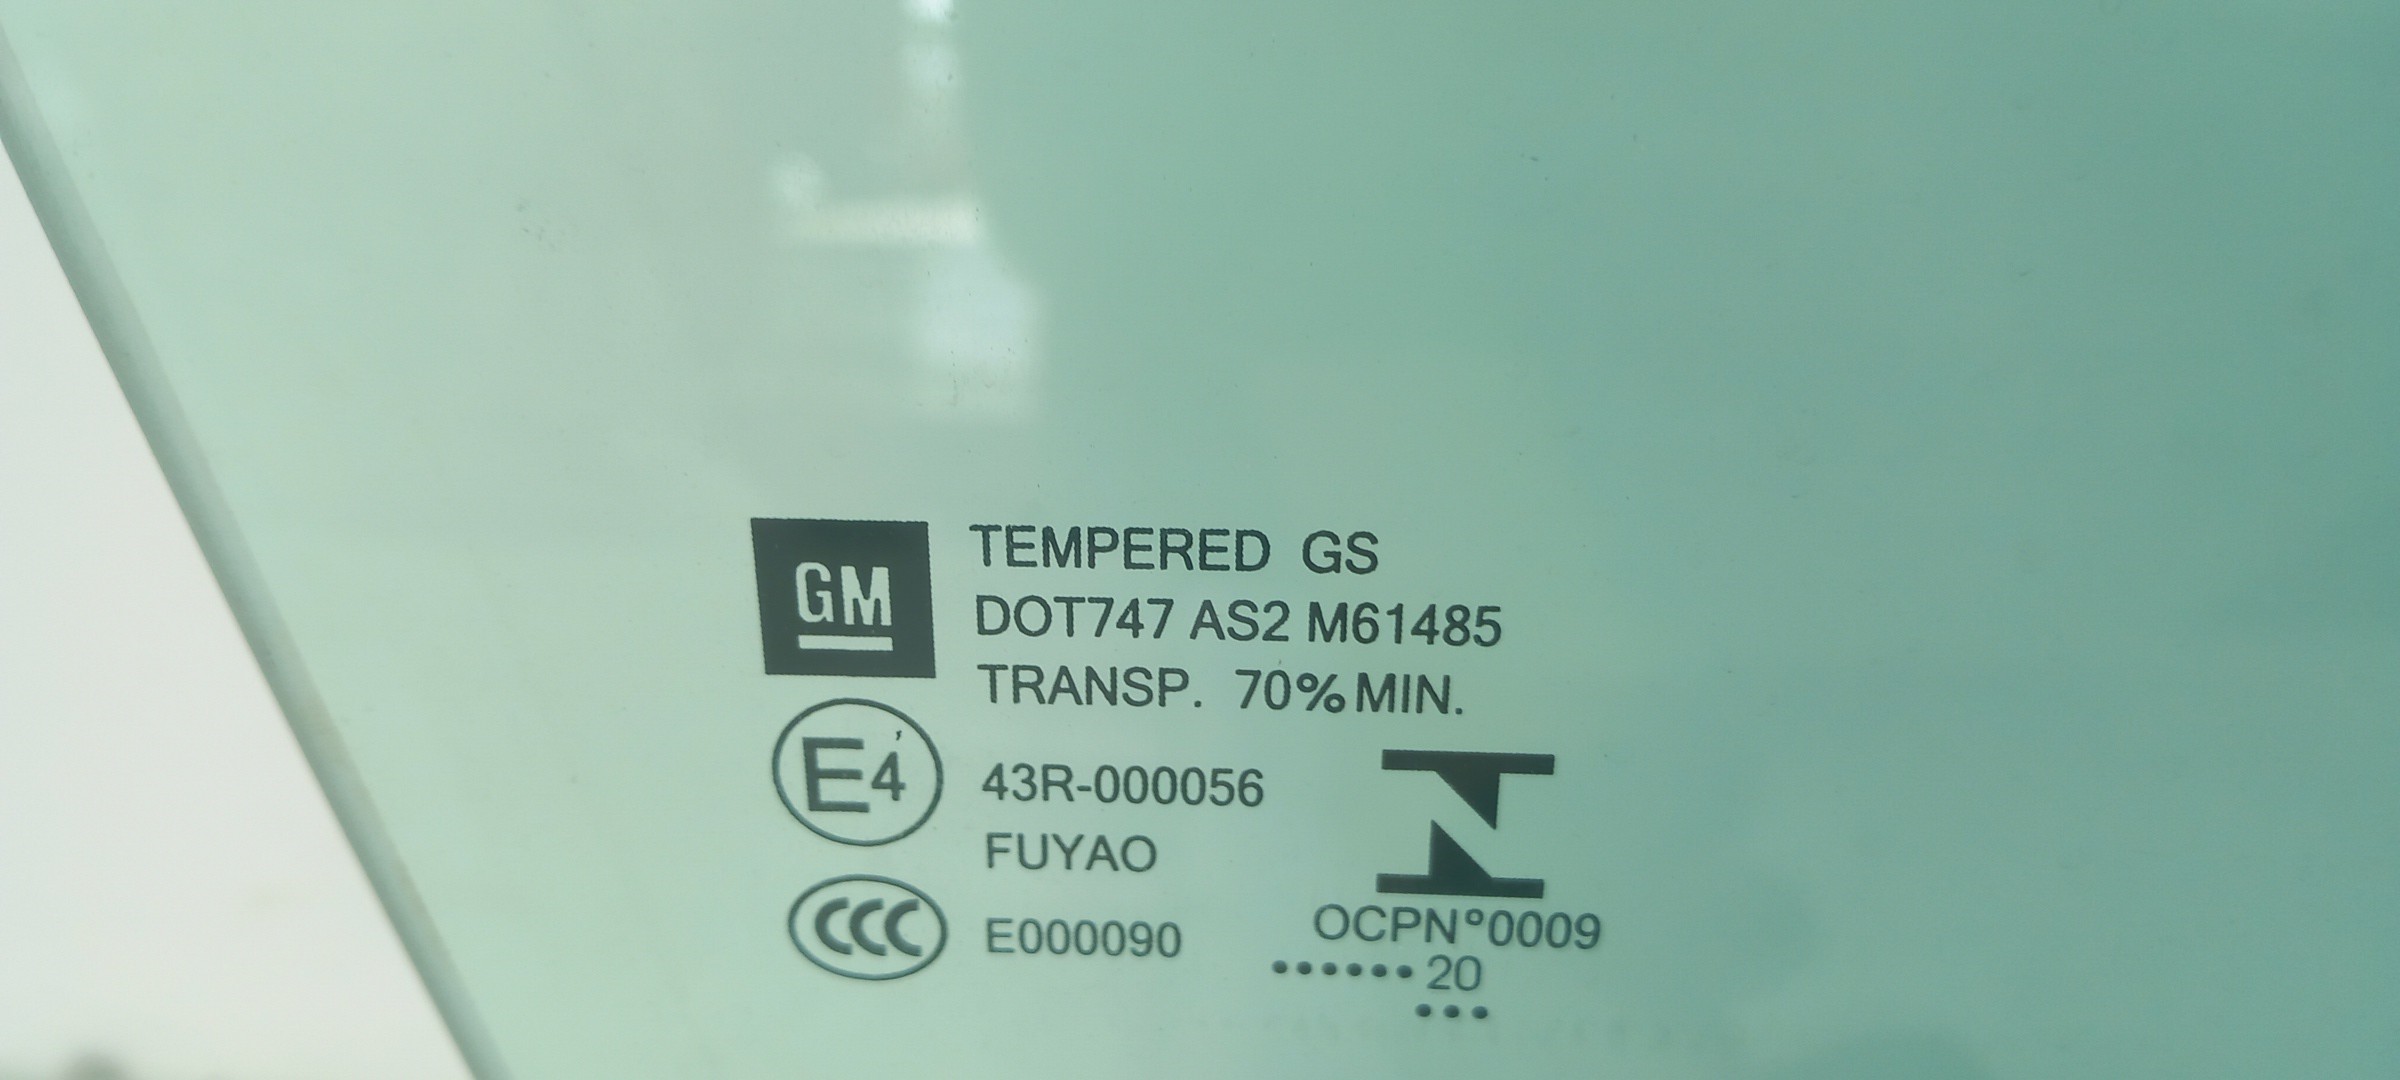 GM
TEMPERED GS
DOT747 AS2 M61485
TRANSP. 70% MIN.
E4
43R-000056
FUYAO
CCC
E000090
OCPN°0009
••••••20
•••